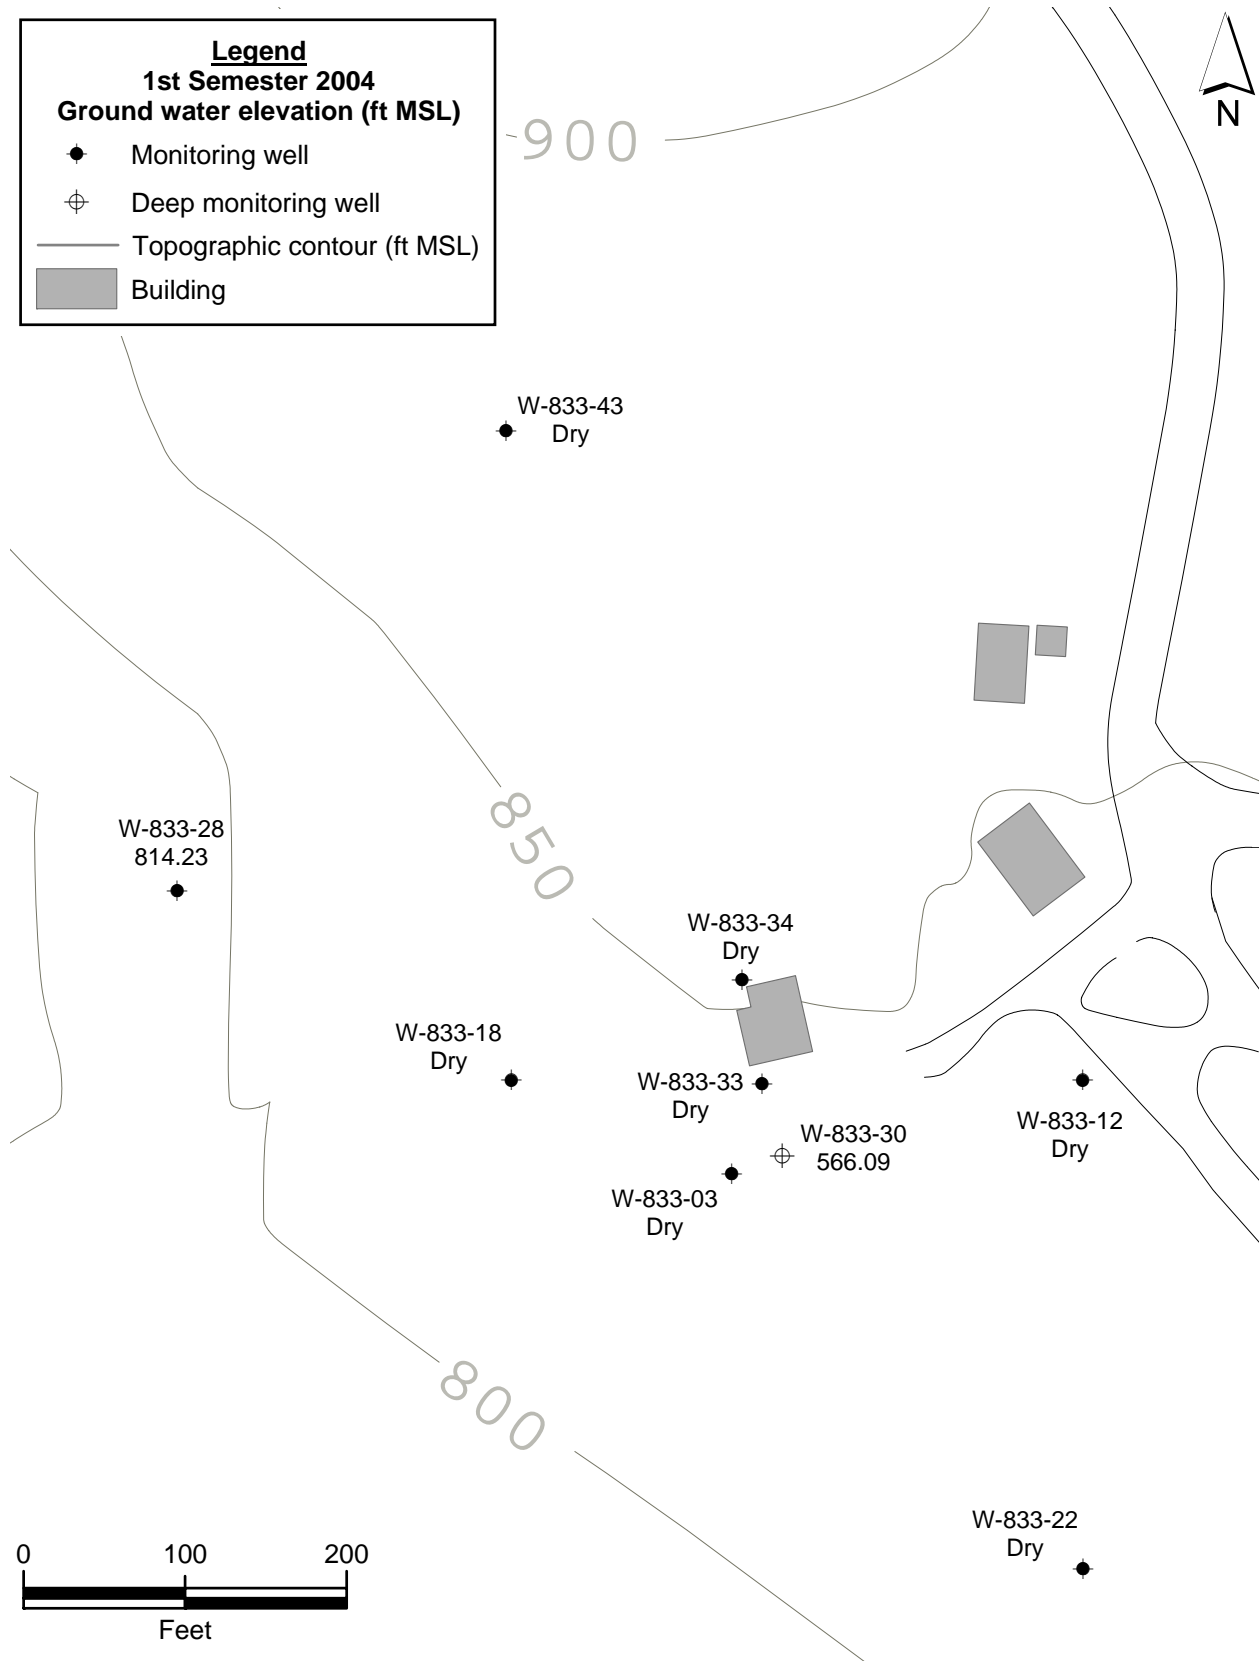 Legend
1st Semester 2004
Ground water elevation (ft MSL)
Monitoring well
Deep monitoring well
Topographic contour (ft MSL)
Building
N
900
W-833-43
Dry
850
W-833-28
814.23
W-833-34
Dry
W-833-18
Dry
W-833-33
Dry
W-833-12
Dry
W-833-30
566.09
W-833-03
Dry
800
W-833-22
Dry
0 100 200
Feet